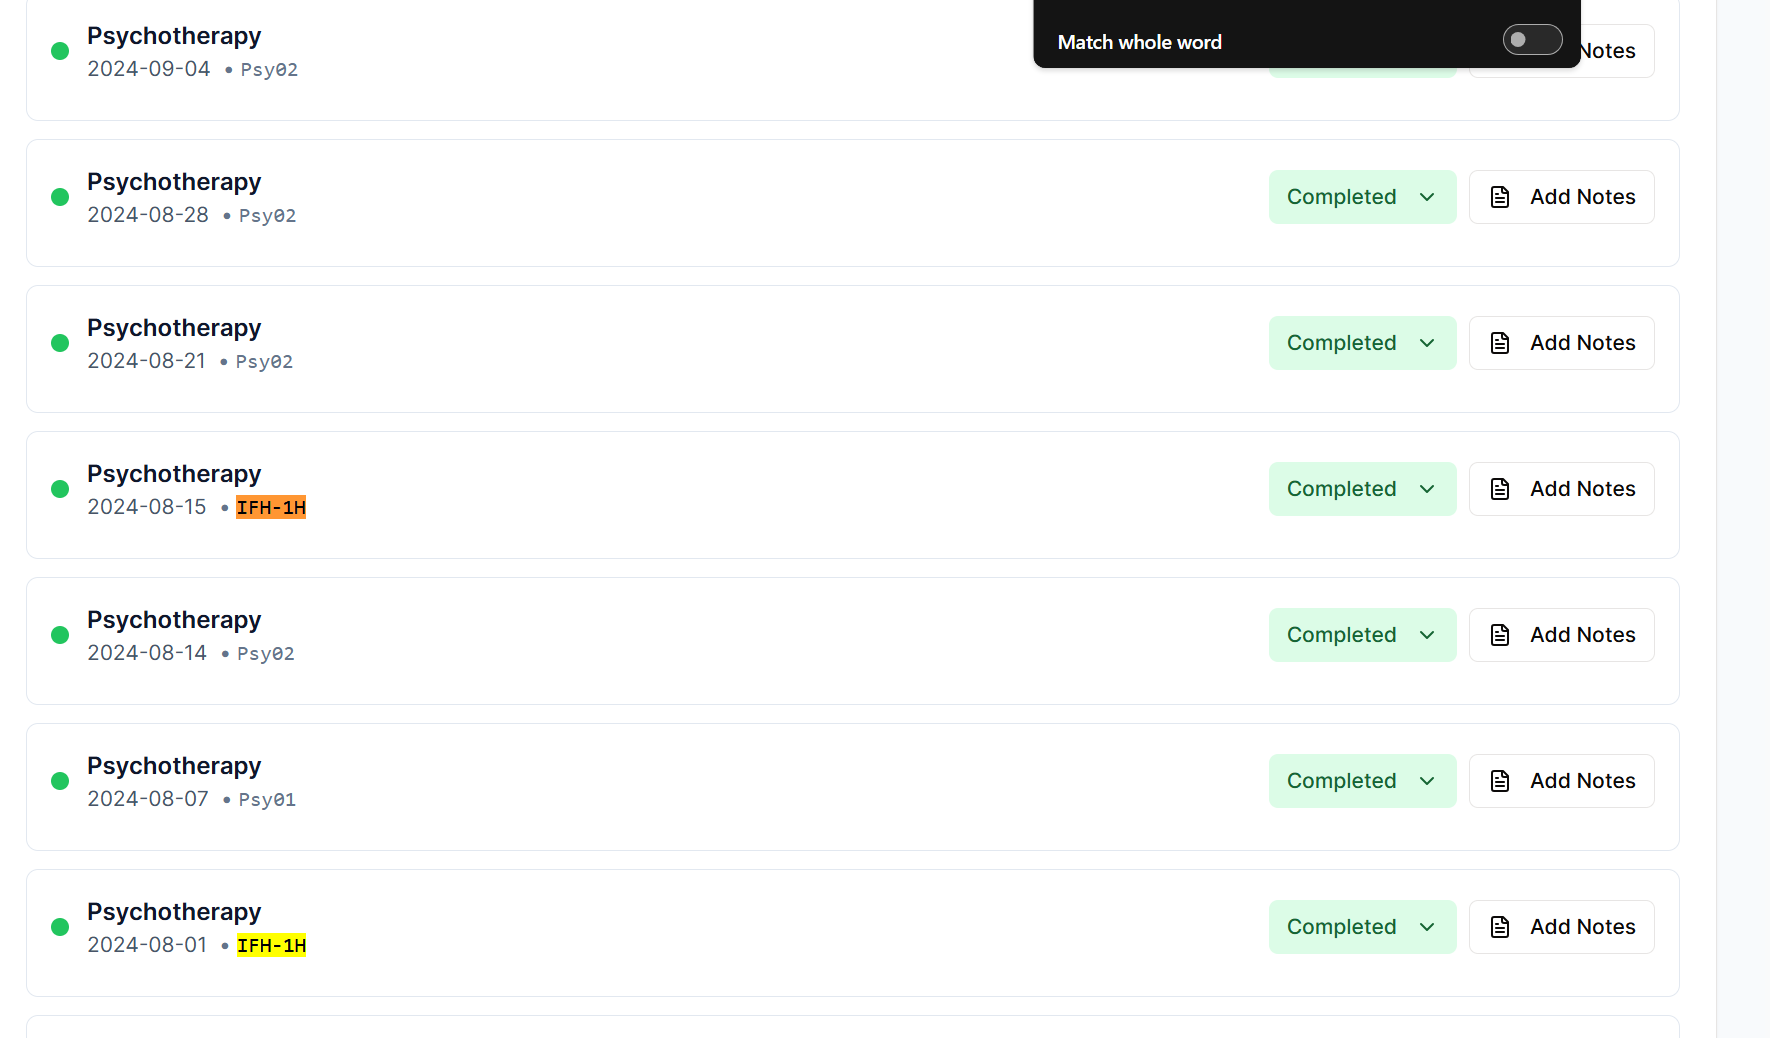 Match whole word
Psychotherapy
2024-09-04 • Psy02
Notes
Psychotherapy
2024-08-28 • Psy02
Completed
Add Notes
Psychotherapy
2024-08-21 • Psy02
Completed
Add Notes
Psychotherapy
2024-08-15 • IFH-1H
Completed
Add Notes
Psychotherapy
2024-08-14 • Psy02
Completed
Add Notes
Psychotherapy
2024-08-07 • Psy01
Completed
Add Notes
Psychotherapy
2024-08-01 • IFH-1H
Completed
Add Notes